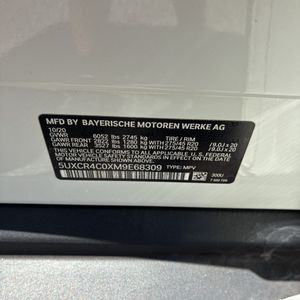 MFD BY BAYERISCHE MOTOREN WERKE AG
10/20
GVWR 6052 lbs 2745 kg TIRE / RIM
GAWR FRONT 2822 lbs 1280 kg WITH 275/45 R20 9.0J x 20
GAWR REAR 3527 lbs 1600 kg WITH 275/45 R20 9.0J x 20
THIS VEHICLE CONFORMS TO ALL APPLICABLE U.S. FEDERAL
SAFETY STANDARDS IN EFFECT ON THE DATE OF
MANUFACTURE SHOWN ABOVE.
5UXCR4C0XM9E68309 TYPE: MPV
300U